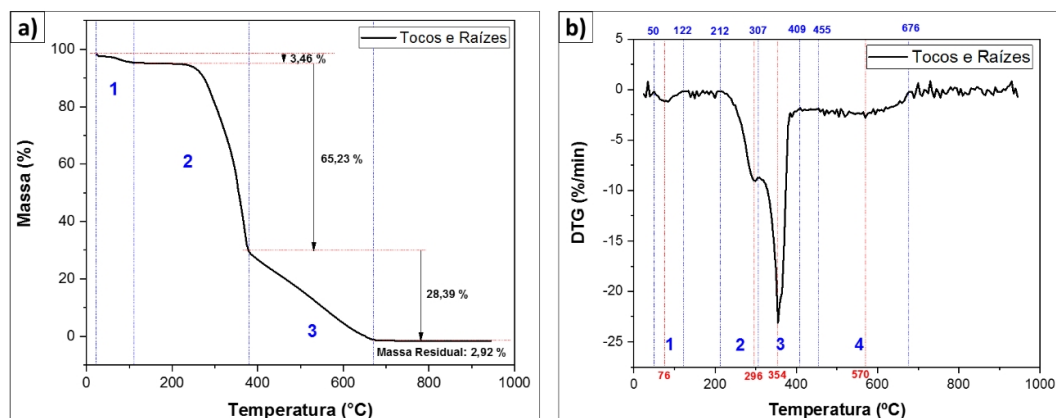 a)
Tocos e Raízes
3,46 %
1
2
65,23 %
28,39 %
3
Massa Residual: 2,92 %
100
80
60
40
20
0
Massa (%)
0 200 400 600 800 1000
Temperatura (°C)
b)
50 122 212 307 409 455 676
Tocos e Raízes
5
0
-5
-10
-15
-20
-25
DTG (%/min)
1 2 3 4
76 296 354 570
0 200 400 600 800 1000
Temperatura (ºC)